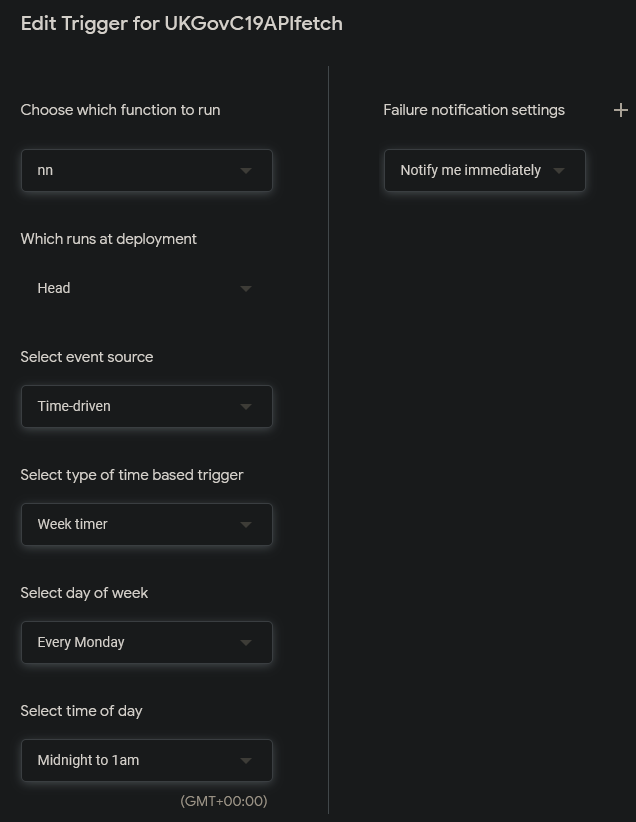 Edit Trigger for UKGovC19APIfetch
Choose which function to run
nn
Which runs at deployment
Head
Select event source
Time-driven
Select type of time based trigger
Week timer
Select day of week
Every Monday
Select time of day
Midnight to 1am
(GMT+00:00)
Failure notification settings
Notify me immediately